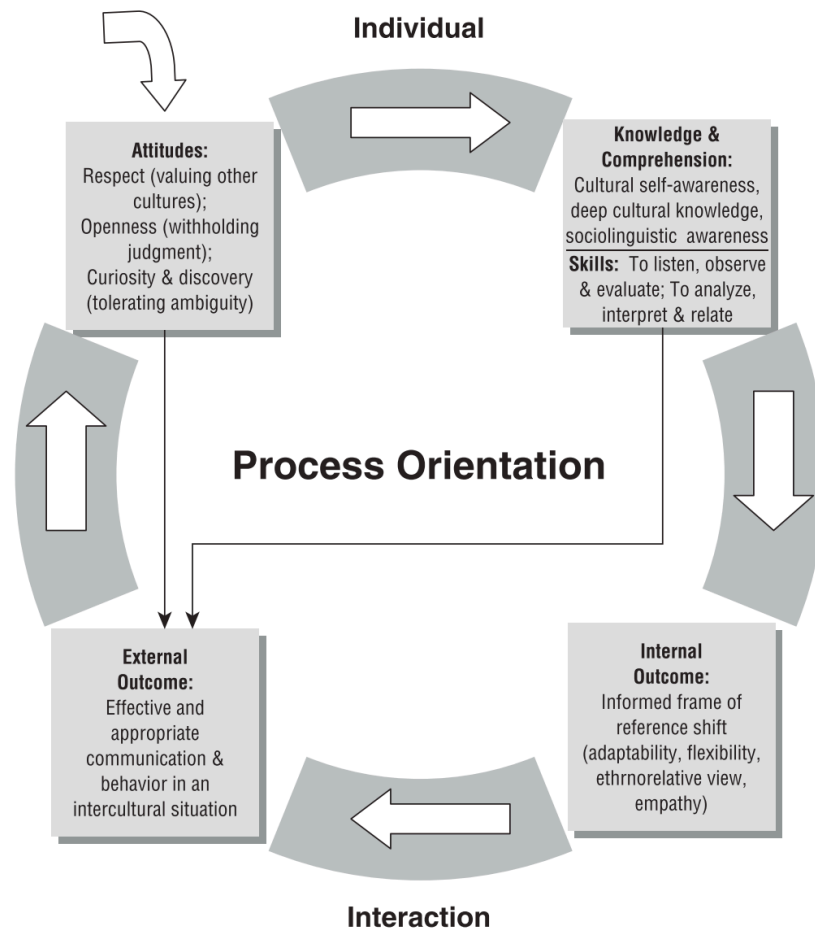 Individual
Attitudes:
Respect (valuing other
cultures);
Openness (withholding
judgment);
Curiosity & discovery
(tolerating ambiguity)
Knowledge &
Comprehension:
Cultural self-awareness,
deep cultural knowledge,
sociolinguistic awareness
Skills: To listen, observe
& evaluate; To analyze,
interpret & relate
Process Orientation
External
Outcome:
Effective and
appropriate
communication &
behavior in an
intercultural situation
Internal
Outcome:
Informed frame of
reference shift
(adaptability, flexibility,
ethrnorelative view,
empathy)
Interaction